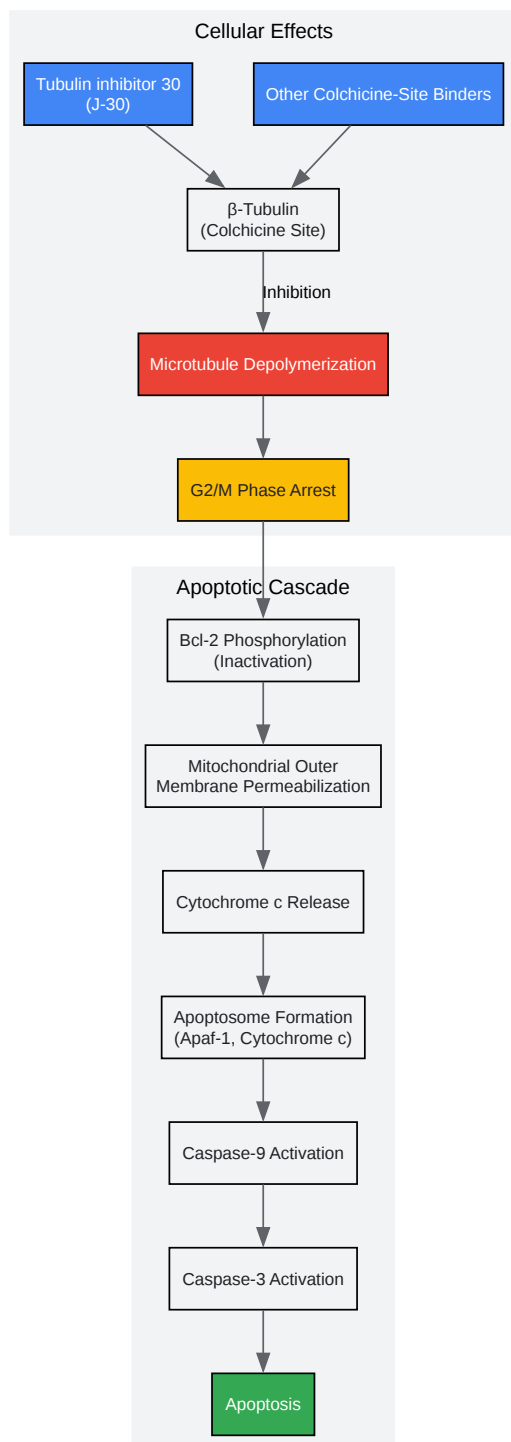 Cellular Effects
Tubulin inhibitor 30
(J-30)
Other Colchicine-Site Binders
β-Tubulin
(Colchicine Site)
Inhibition
Microtubule Depolymerization
G2/M Phase Arrest
Apoptotic Cascade
Bcl-2 Phosphorylation
(Inactivation)
Mitochondrial Outer
Membrane Permeabilization
Cytochrome c Release
Apoptosome Formation
(Apaf-1, Cytochrome c)
Caspase-9 Activation
Caspase-3 Activation
Apoptosis